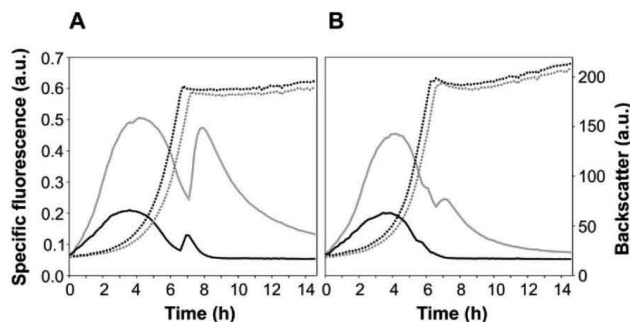 A
B
Specific fluorescence (a.u.)
0.7
0.6
0.5
0.4
0.3
0.2
0.1
0.0
200
150
100
50
0
Backscatter (a.u.)
0 2 4 6 8 10 12 14
0 2 4 6 8 10 12 14
Time (h)
Time (h)